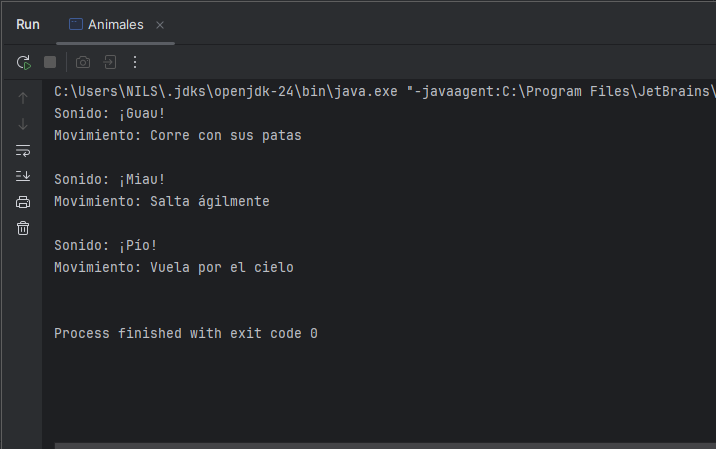 Run
Animales
C:\Users\NILS\.jdks\openjdk-24\bin\java.exe "-javaagent:C:\Program Files\JetBrains\
Sonido: ¡Guau!
Movimiento: Corre con sus patas
Sonido: ¡Miau!
Movimiento: Salta ágilmente
Sonido: ¡Pío!
Movimiento: Vuela por el cielo
Process finished with exit code 0